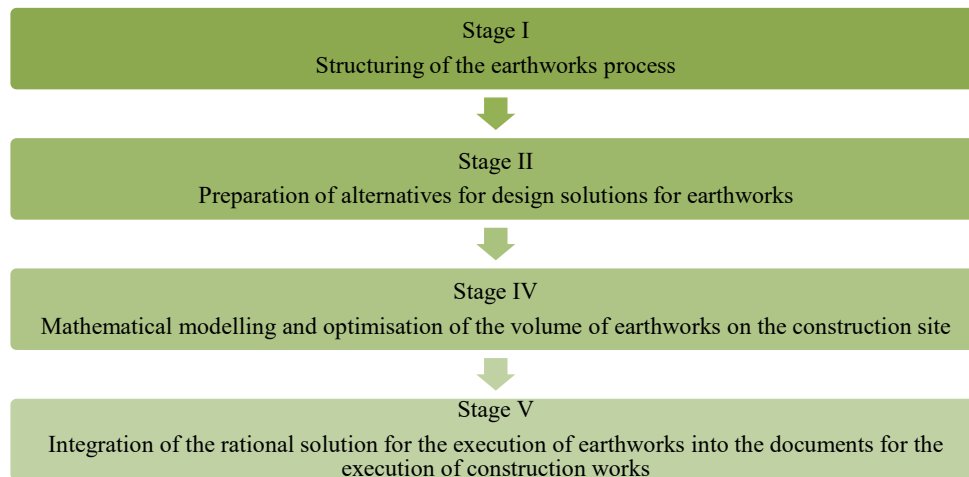 Stage I
Structuring of the earthworks process
Stage II
Preparation of alternatives for design solutions for earthworks
Stage IV
Mathematical modelling and optimisation of the volume of earthworks on the construction site
Stage V
Integration of the rational solution for the execution of earthworks into the documents for the
execution of construction works